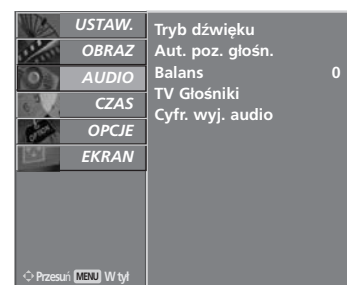 USTAW.
OBRAZ
AUDIO
CZAS
OPCJE
EKRAN
Tryb dźwięku
Aut. poz. głośn.
Balans 0
TV Głośniki
Cyfr. wyj. audio
Przesuń MENU W tył